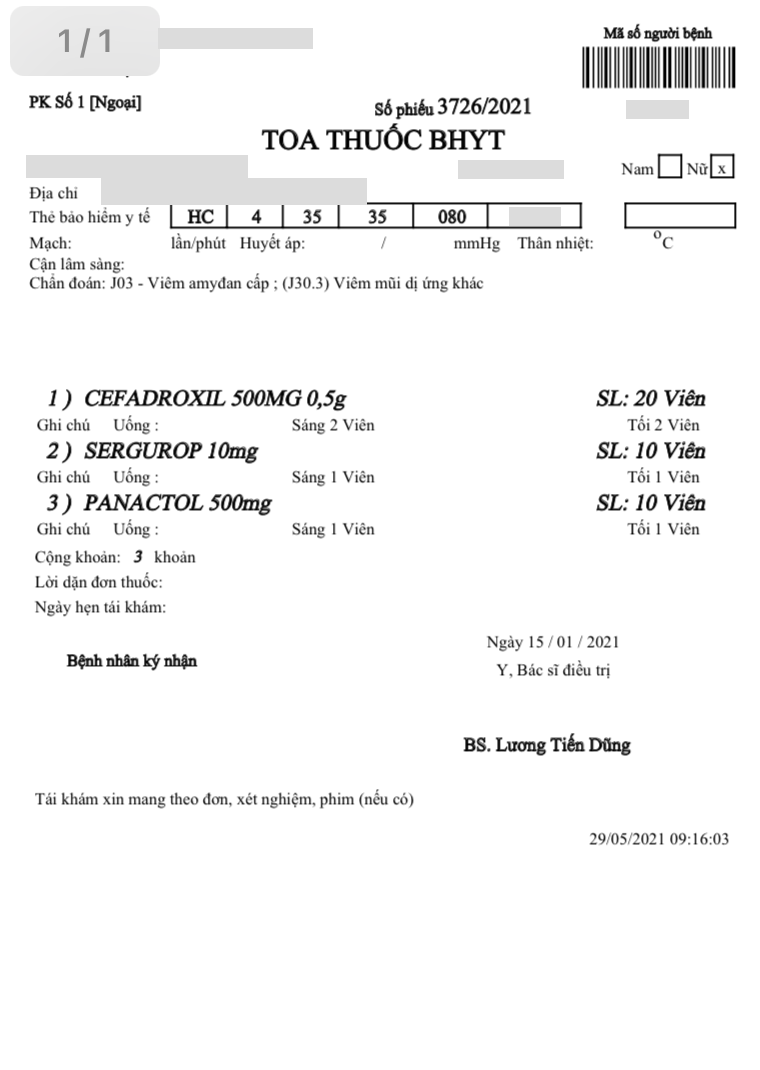 1/1
Mã số người bệnh
PK Số 1 [Ngoại]
Số phiếu 3726/2021
TOA THUỐC BHYT
Nam Nữ x
Địa chỉ
Thẻ bảo hiểm y tế HC 4 35 35 080
Mạch: lần/phút Huyết áp: / mmHg Thân nhiệt: °C
Cận lâm sàng:
Chẩn đoán: J03 - Viêm amyđan cấp ; (J30.3) Viêm mũi dị ứng khác
1 ) CEFADROXIL 500MG 0,5g SL: 20 Viên
Ghi chú Uống : Sáng 2 Viên Tối 2 Viên
2 ) SERGUROP 10mg SL: 10 Viên
Ghi chú Uống : Sáng 1 Viên Tối 1 Viên
3 ) PANACTOL 500mg SL: 10 Viên
Ghi chú Uống : Sáng 1 Viên Tối 1 Viên
Cộng khoản: 3 khoản
Lời dặn đơn thuốc:
Ngày hẹn tái khám:
Ngày 15 / 01 / 2021
Bệnh nhân ký nhận
Y, Bác sĩ điều trị
BS. Lương Tiến Dũng
Tái khám xin mang theo đơn, xét nghiệm, phim (nếu có)
29/05/2021 09:16:03